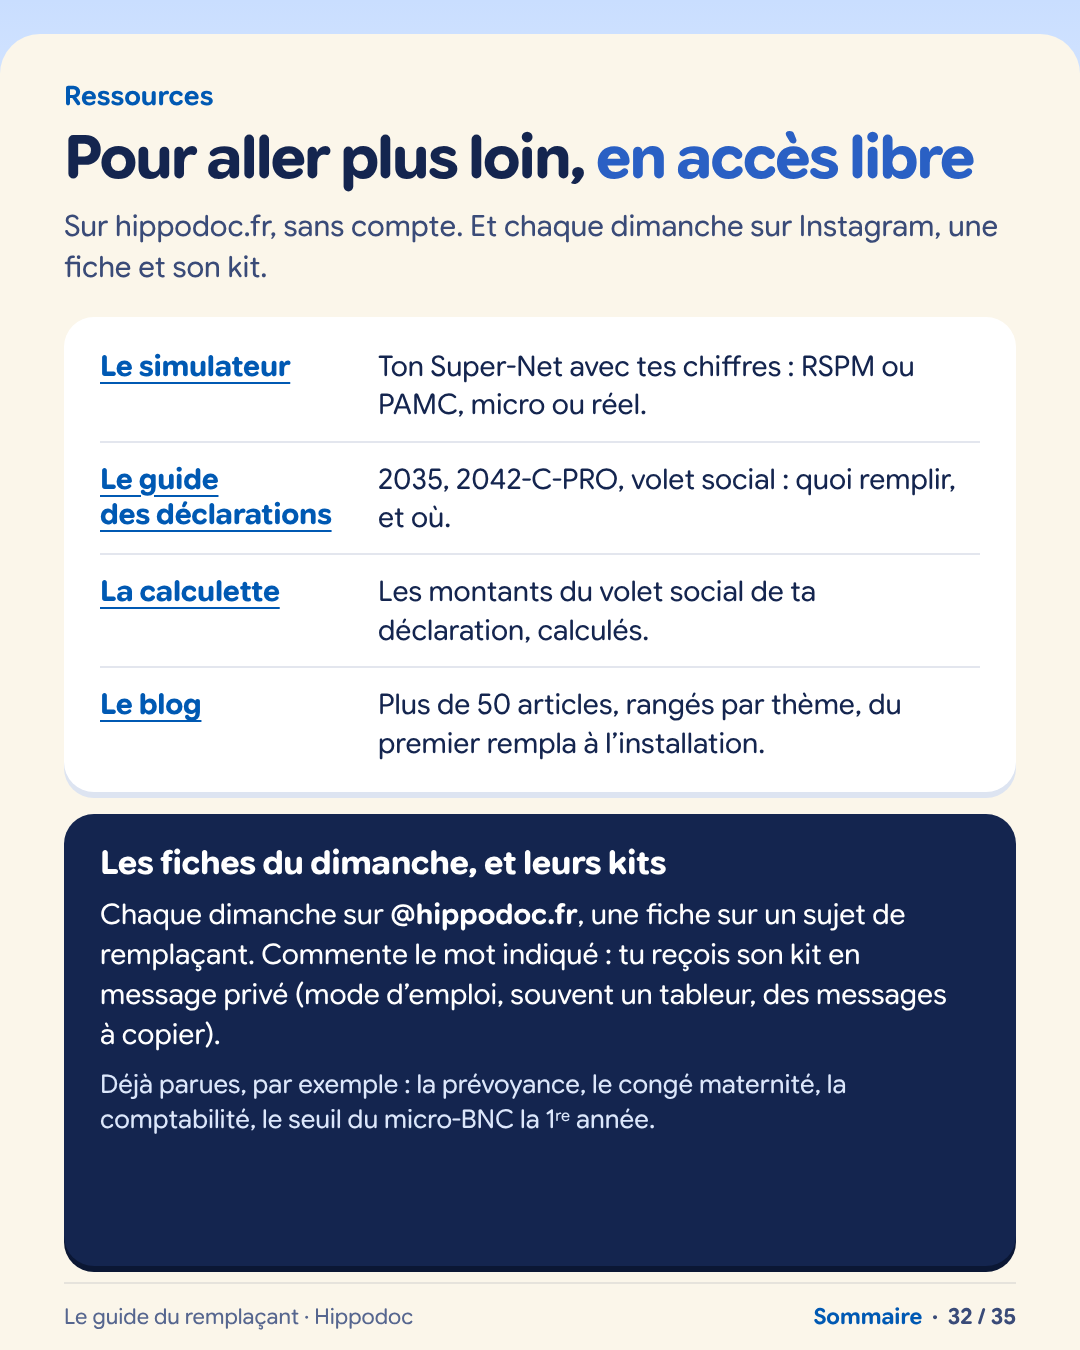 Ressources
Pour aller plus loin, en accès libre
Sur hippodoc.fr, sans compte. Et chaque dimanche sur Instagram, une
fiche et son kit.
Le simulateur
Ton Super-Net avec tes chiffres : RSPM ou
PAMC, micro ou réel.
Le guide
des déclarations
2035, 2042-C-PRO, volet social : quoi remplir,
et où.
La calculette
Les montants du volet social de ta
déclaration, calculés.
Le blog
Plus de 50 articles, rangés par thème, du
premier rempla à l’installation.
Les fiches du dimanche, et leurs kits
Chaque dimanche sur @hippodoc.fr, une fiche sur un sujet de
remplaçant. Commente le mot indiqué : tu reçois son kit en
message privé (mode d’emploi, souvent un tableur, des messages
à copier).
Déjà parues, par exemple : la prévoyance, le congé maternité, la
comptabilité, le seuil du micro-BNC la 1re année.
Le guide du remplaçant · Hippodoc
Sommaire · 32 / 35